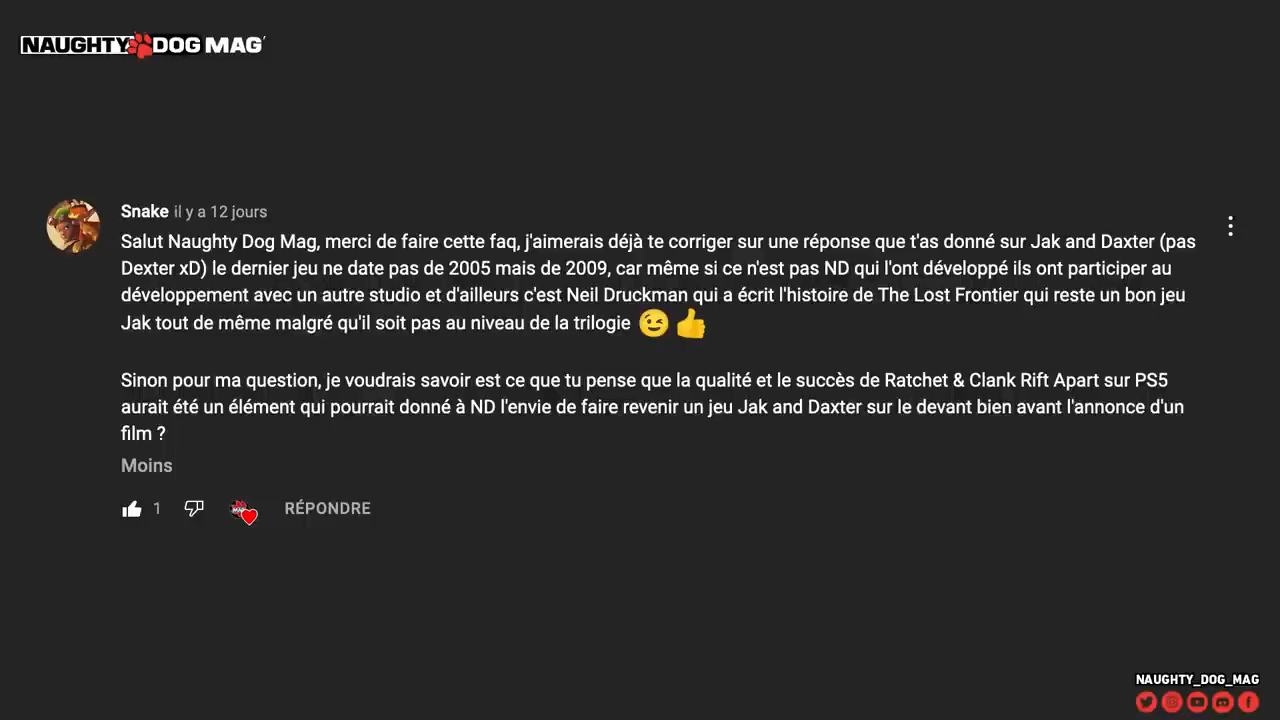 NAUGHTY DOG MAG
Snake il y a 12 jours
Salut Naughty Dog Mag, merci de faire cette faq, j'aimerais déjà te corriger sur une réponse que t'as donné sur Jak and Daxter (pas
Dexter xD) le dernier jeu ne date pas de 2005 mais de 2009, car même si ce n'est pas ND qui l'ont développé ils ont participer au
développement avec un autre studio et d'ailleurs c'est Neil Druckman qui a écrit l'histoire de The Lost Frontier qui reste un bon jeu
Jak tout de même malgré qu'il soit pas au niveau de la trilogie 😉 👍
Sinon pour ma question, je voudrais savoir est ce que tu pense que la qualité et le succès de Ratchet & Clank Rift Apart sur PS5
aurait été un élément qui pourrait donné à ND l'envie de faire revenir un jeu Jak and Daxter sur le devant bien avant l'annonce d'un
film ?
Moins
1 RÉPONDRE
NAUGHTY_DOG_MAG